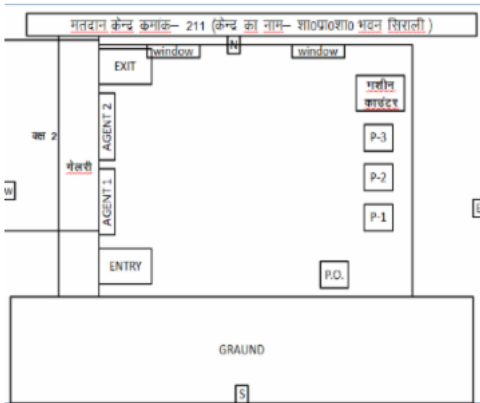 मतदान केन्द्र क्रमांक– 211 (केन्द्र का नाम– शा0प्रा0शा0 भवन सिराली )
N
window
window
EXIT
मशीन
काउंटर
AGENT 2
P-3
क्स 2
गेलरी
P-2
W
AGENT 1
P-1
E
ENTRY
P.O.
GRAUND
S